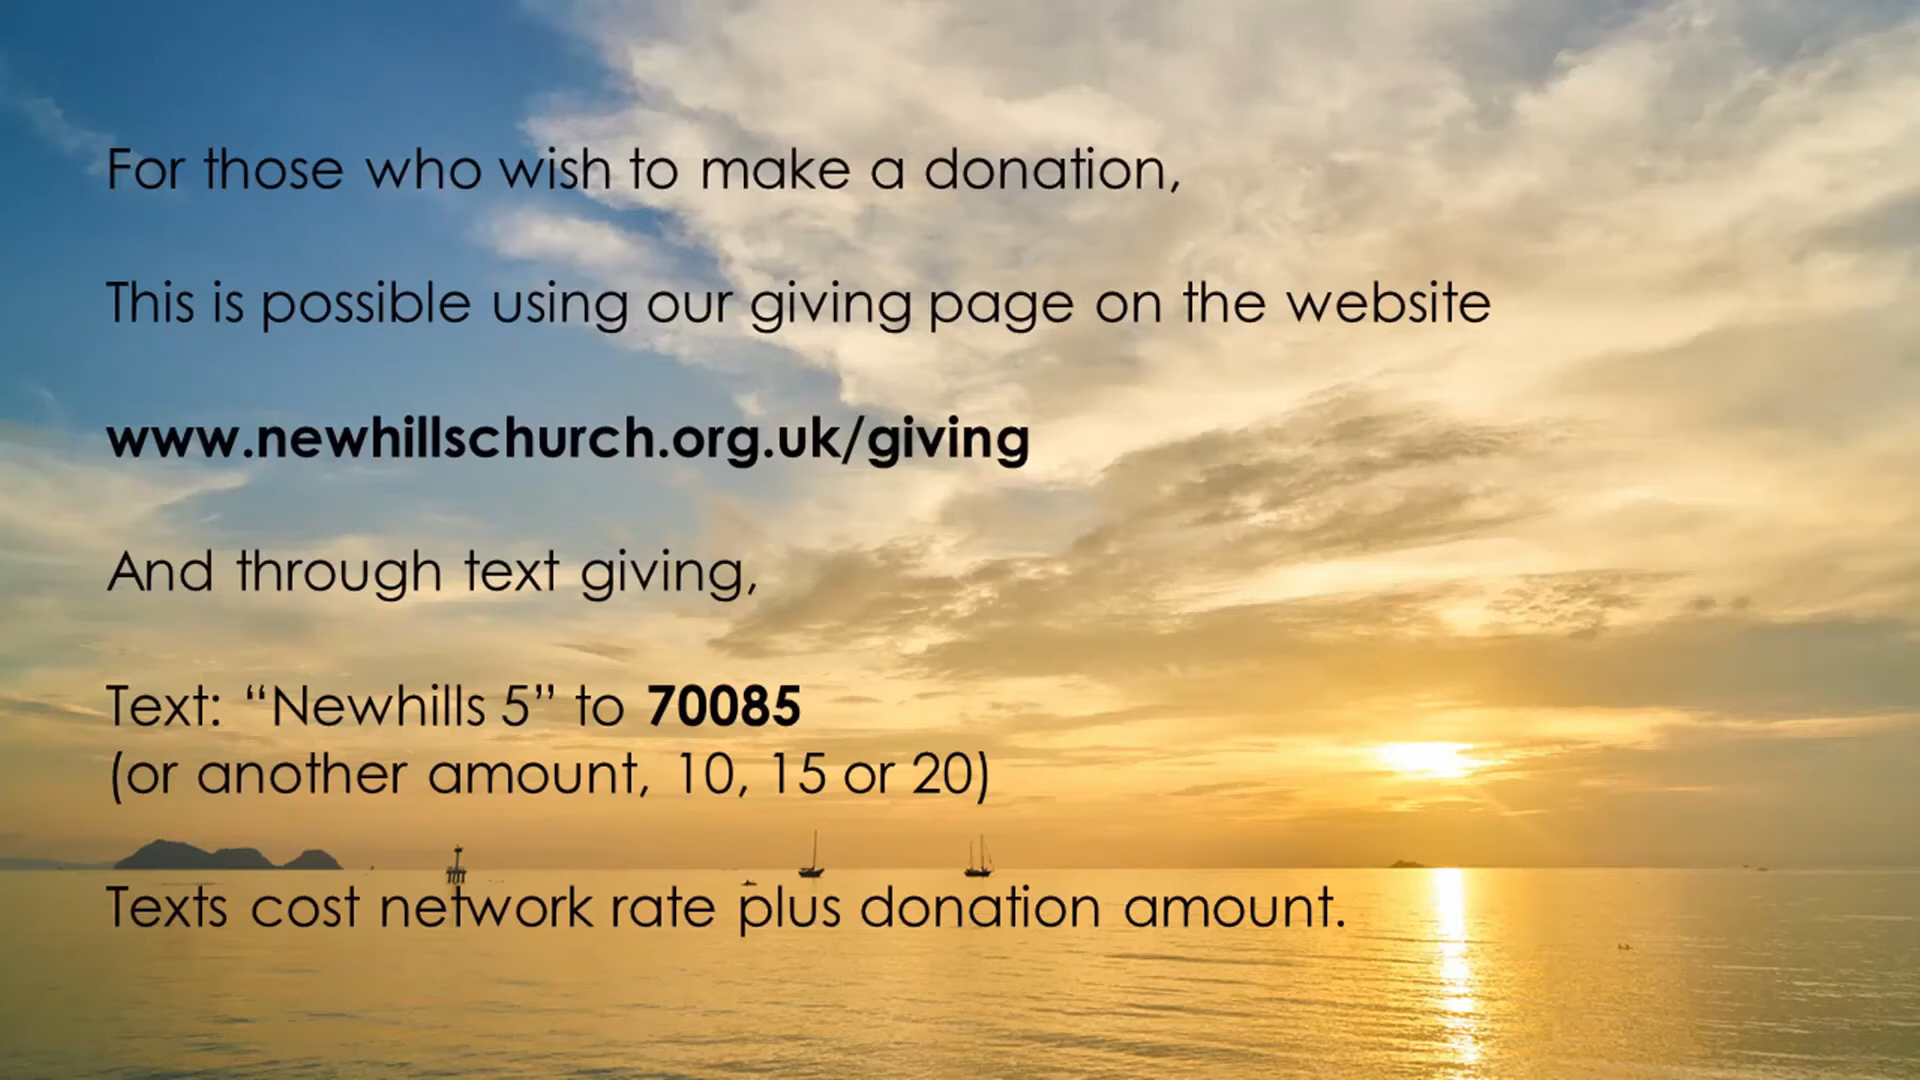 For those who wish to make a donation,
This is possible using our giving page on the website
www.newhillschurch.org.uk/giving
And through text giving,
Text: “Newhills 5” to 70085
(or another amount, 10, 15 or 20)
Texts cost network rate plus donation amount.